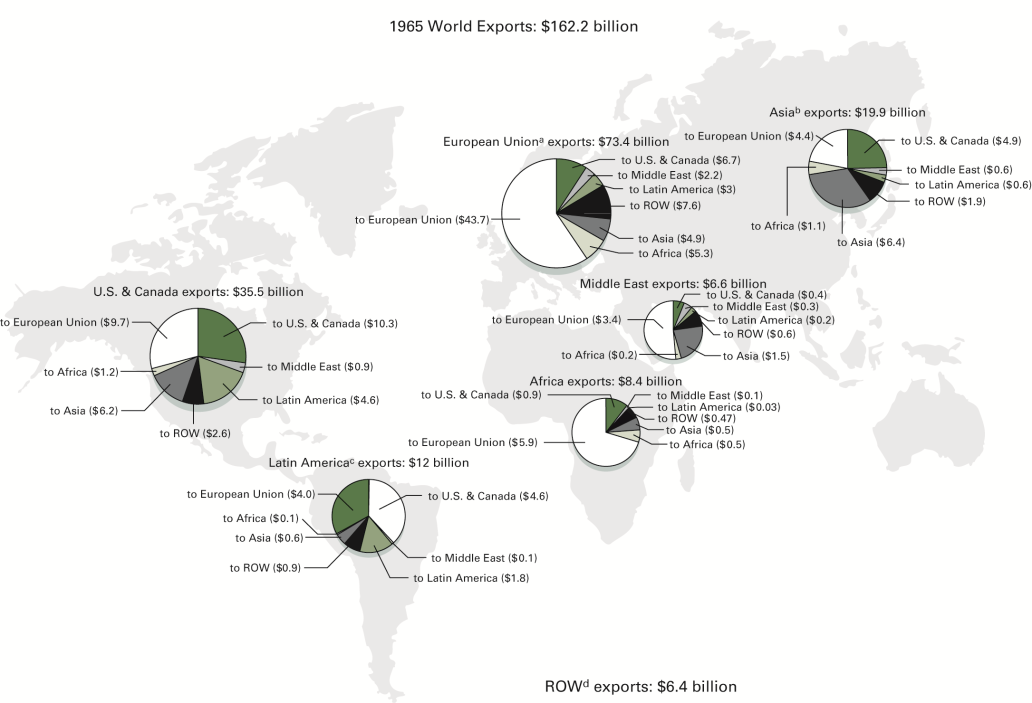 1965 World Exports: $162.2 billion
Asiaᵇ exports: $19.9 billion
to European Union ($4.4)
to U.S. & Canada ($4.9)
to Middle East ($0.6)
to Latin America ($0.6)
to ROW ($1.9)
to Africa ($1.1)
to Asia ($6.4)
European Unionᵃ exports: $73.4 billion
to U.S. & Canada ($6.7)
to Middle East ($2.2)
to Latin America ($3)
to ROW ($7.6)
to European Union ($43.7)
to Asia ($4.9)
to Africa ($5.3)
Middle East exports: $6.6 billion
to U.S. & Canada ($0.4)
to Middle East ($0.3)
to European Union ($3.4)
to Latin America ($0.2)
to ROW ($0.6)
to Africa ($0.2)
to Asia ($1.5)
U.S. & Canada exports: $35.5 billion
to European Union ($9.7)
to U.S. & Canada ($10.3)
to Africa ($1.2)
to Middle East ($0.9)
to Asia ($6.2)
to Latin America ($4.6)
to ROW ($2.6)
Africa exports: $8.4 billion
to U.S. & Canada ($0.9)
to Middle East ($0.1)
to Latin America ($0.03)
to ROW ($0.47)
to Asia ($0.5)
to European Union ($5.9)
to Africa ($0.5)
Latin Americaᶜ exports: $12 billion
to European Union ($4.0)
to U.S. & Canada ($4.6)
to Africa ($0.1)
to Asia ($0.6)
to Middle East ($0.1)
to ROW ($0.9)
to Latin America ($1.8)
ROWᵈ exports: $6.4 billion